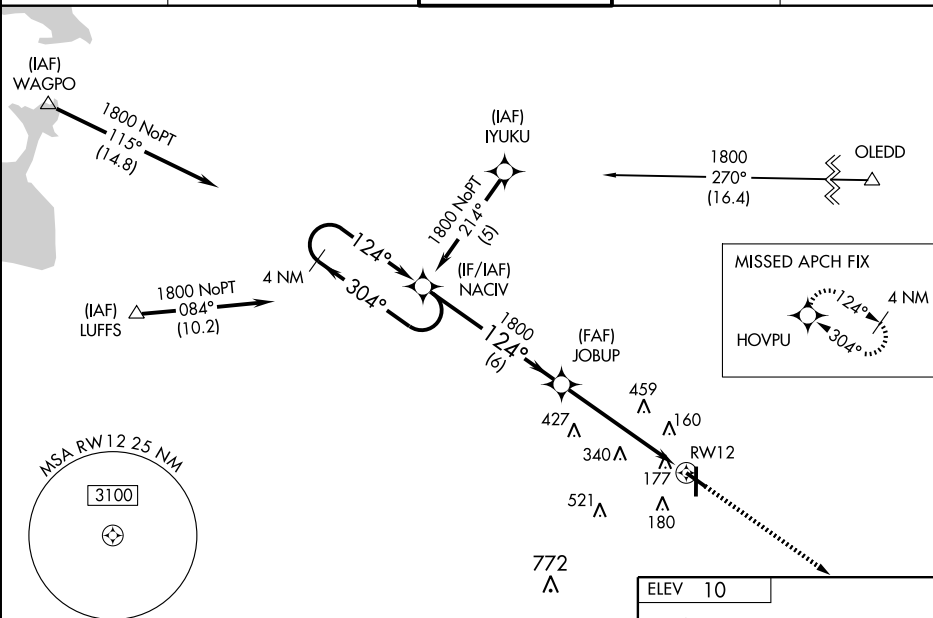 (IAF)
WAGPO
1800 NoPT
115°
(14.8)
(IAF)
IYUKU
1800 NoPT
214°
(5)
1800
270°
(16.4)
OLEDD
124°
304°
4 NM
(IF/IAF)
NACIV
(IAF)
LUFFS
1800 NoPT
084°
(10.2)
1800
124°
(6)
(FAF)
JOBUP
MISSED APCH FIX
HOVPU
124°
304°
4 NM
459
427
160
340
177
RW12
521
180
772
MSA RW12 25 NM
3100
ELEV 10